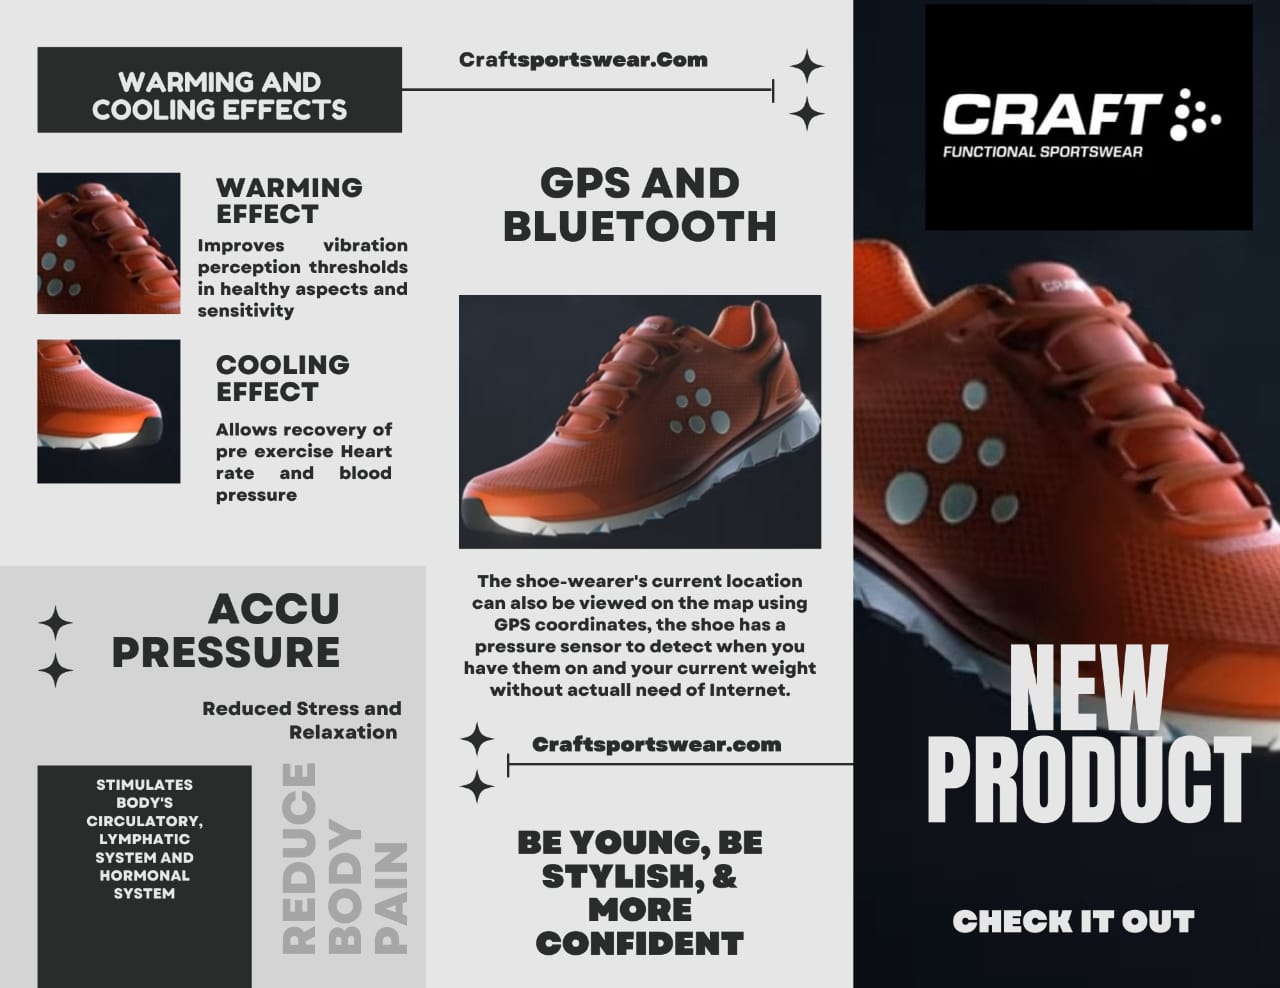 WARMING AND
COOLING EFFECTS
WARMING
EFFECT
Improves vibration
perception thresholds
in healthy aspects and
sensitivity
COOLING
EFFECT
Allows recovery of
pre exercise Heart
rate and blood
pressure
ACCU
PRESSURE
Reduced Stress and
Relaxation
STIMULATES
BODY'S
CIRCULATORY,
LYMPHATIC
SYSTEM AND
HORMONAL
SYSTEM
REDUCE
BODY
PAIN
Craftsportswear.Com
GPS AND
BLUETOOTH
The shoe-wearer's current location
can also be viewed on the map using
GPS coordinates, the shoe has a
pressure sensor to detect when you
have them on and your current weight
without actuall need of Internet.
Craftsportswear.com
BE YOUNG, BE
STYLISH, &
MORE
CONFIDENT
CRAFT
FUNCTIONAL SPORTSWEAR
CRAFT
NEW
PRODUCT
CHECK IT OUT